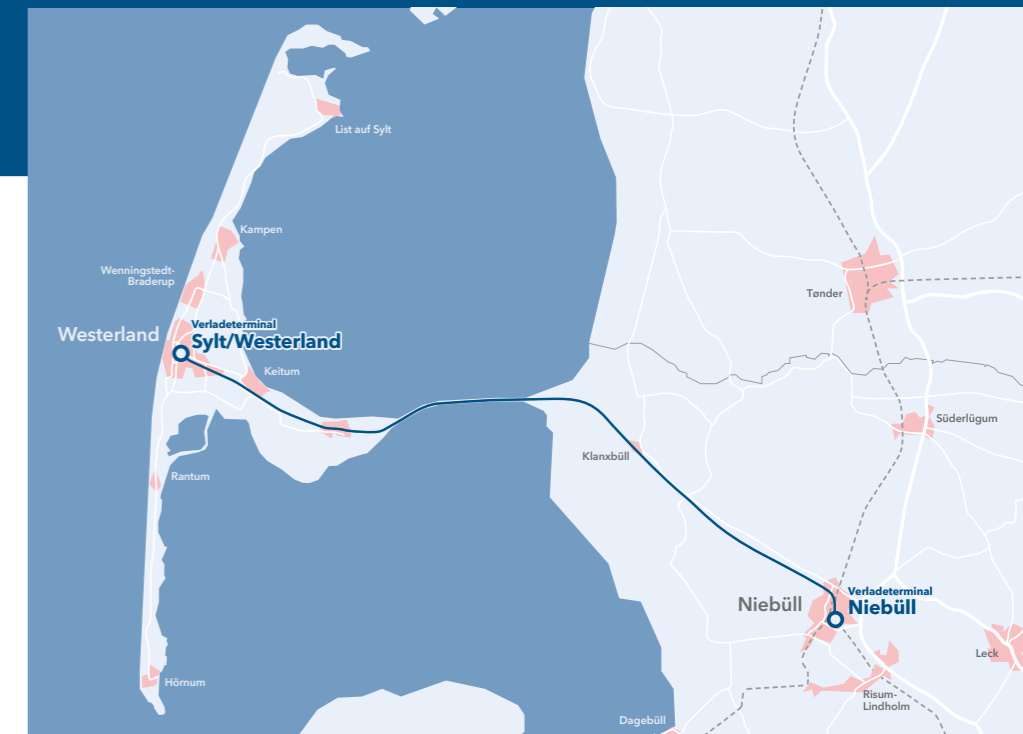 List auf Sylt
Kampen
Wenningstedt-
Braderup
Tønder
Westerland
Verladeterminal
Sylt/Westerland
Keitum
Süderlügum
Klanxbüll
Rantum
Niebüll
Verladeterminal
Niebüll
Leck
Hörnum
Risum-
Lindholm
Dagebüll